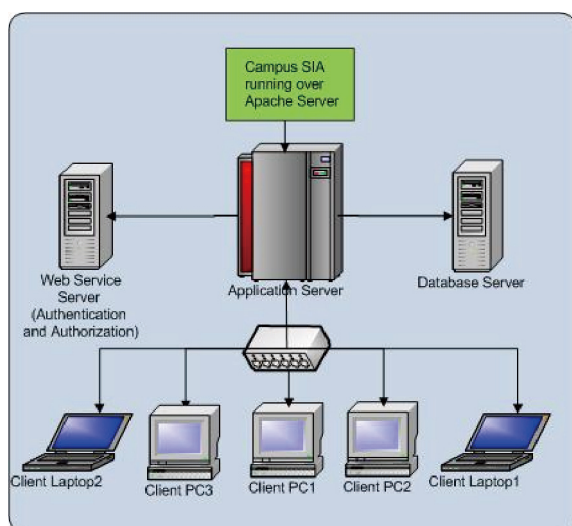 Campus SIA
running over
Apache Server
Web Service
Server
(Authentication
and Authorization)
Application Server
Database Server
Client Laptop2
Client PC3
Client PC1
Client PC2
Client Laptop1